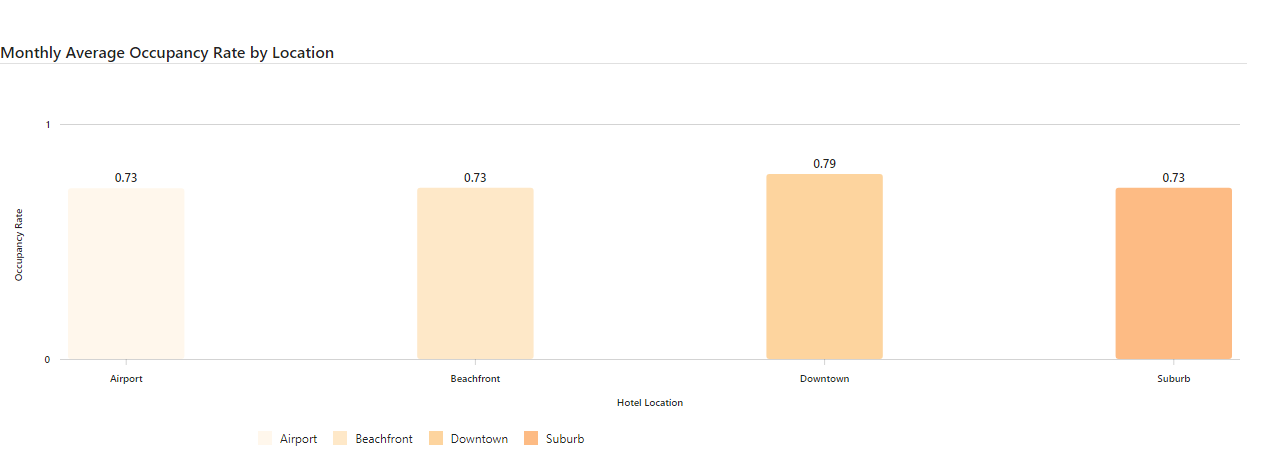 Monthly Average Occupancy Rate by Location
1
0.73
0.73
0.79
0.73
Occupancy Rate
0
Airport
Beachfront
Downtown
Suburb
Hotel Location
Airport
Beachfront
Downtown
Suburb